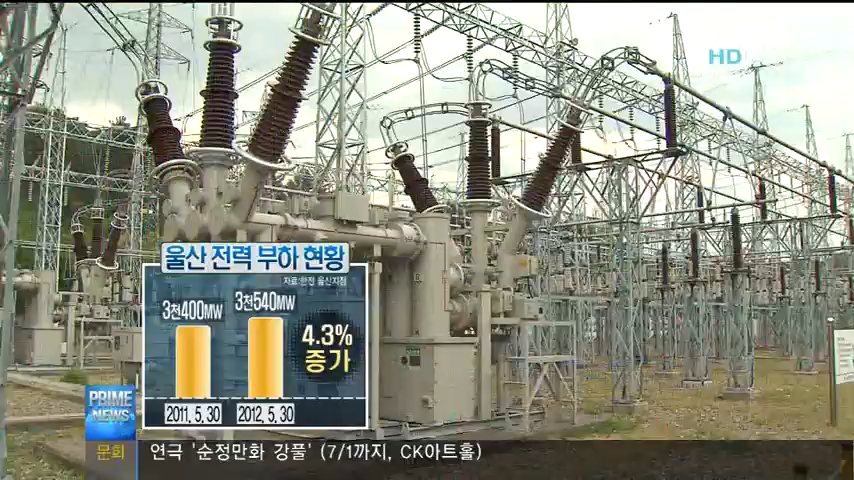 HD
울산 전력 부하 현황
자료:한전 울산지점
3천400MW
3천540MW
4.3%
증가
2011. 5. 30
2012. 5. 30
PRIME
NEWS
문화
연극 '순정만화 강풀' (7/1까지, CK아트홀)